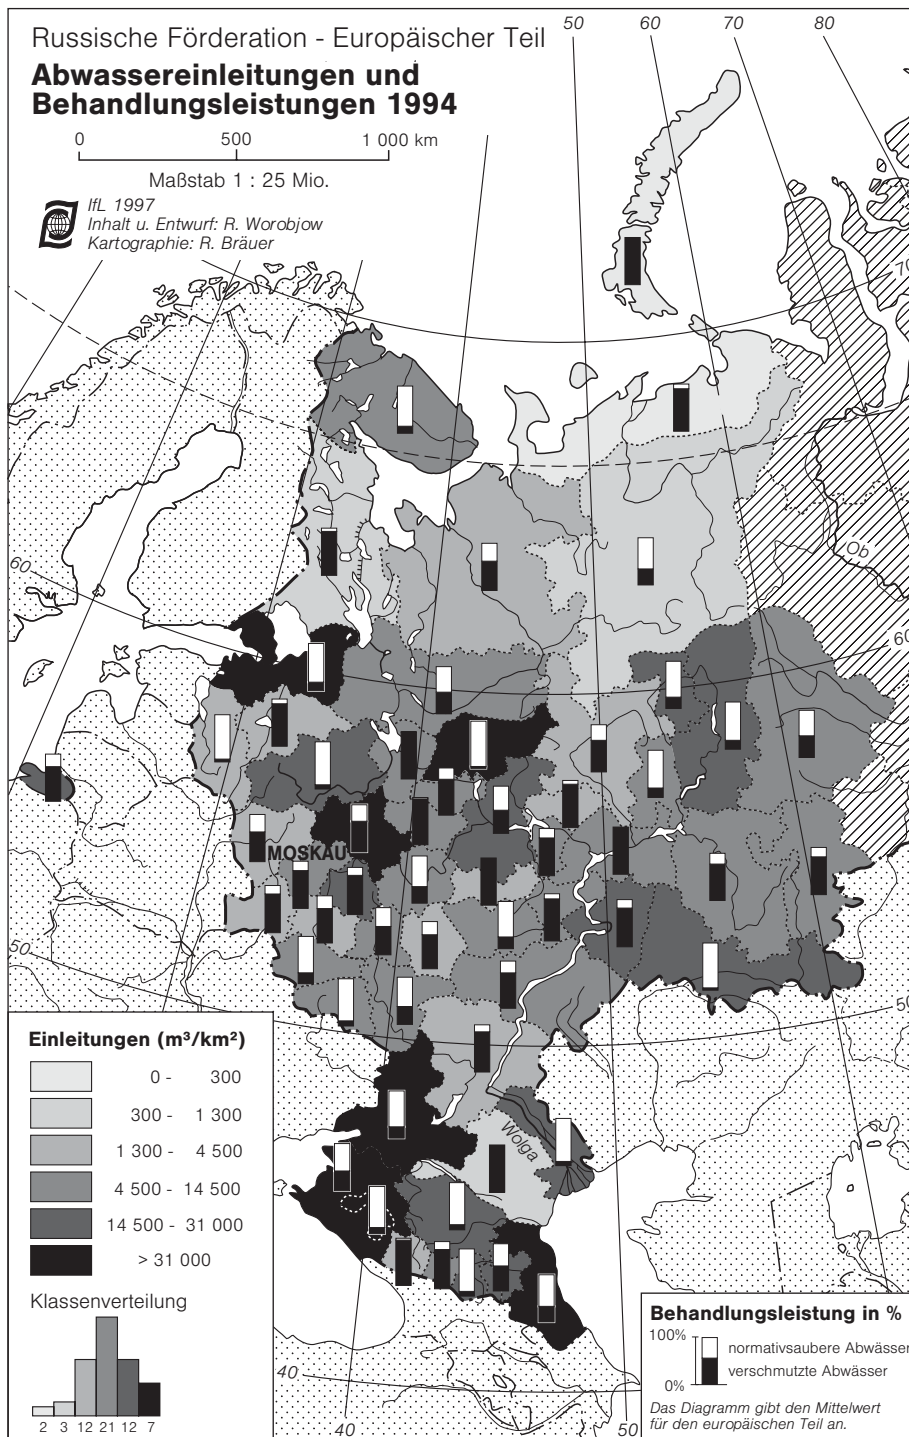 50
60
70
80
Russische Förderation - Europäischer Teil
Abwassereinleitungen und
Behandlungsleistungen 1994
0 500 1 000 km
Maßstab 1 : 25 Mio.
IfL 1997
Inhalt u. Entwurf: R. Worobjow
Kartographie: R. Bräuer
70
Ob
60
60
MOSKAU
50
50
Wolga
Einleitungen (m³/km²)
0 - 300
300 - 1 300
1 300 - 4 500
4 500 - 14 500
14 500 - 31 000
> 31 000
Klassenverteilung
2 3 12 21 12 7
40
40
50
Behandlungsleistung in %
100%
normativsaubere Abwässer
verschmutzte Abwässer
0%
Das Diagramm gibt den Mittelwert
für den europäischen Teil an.